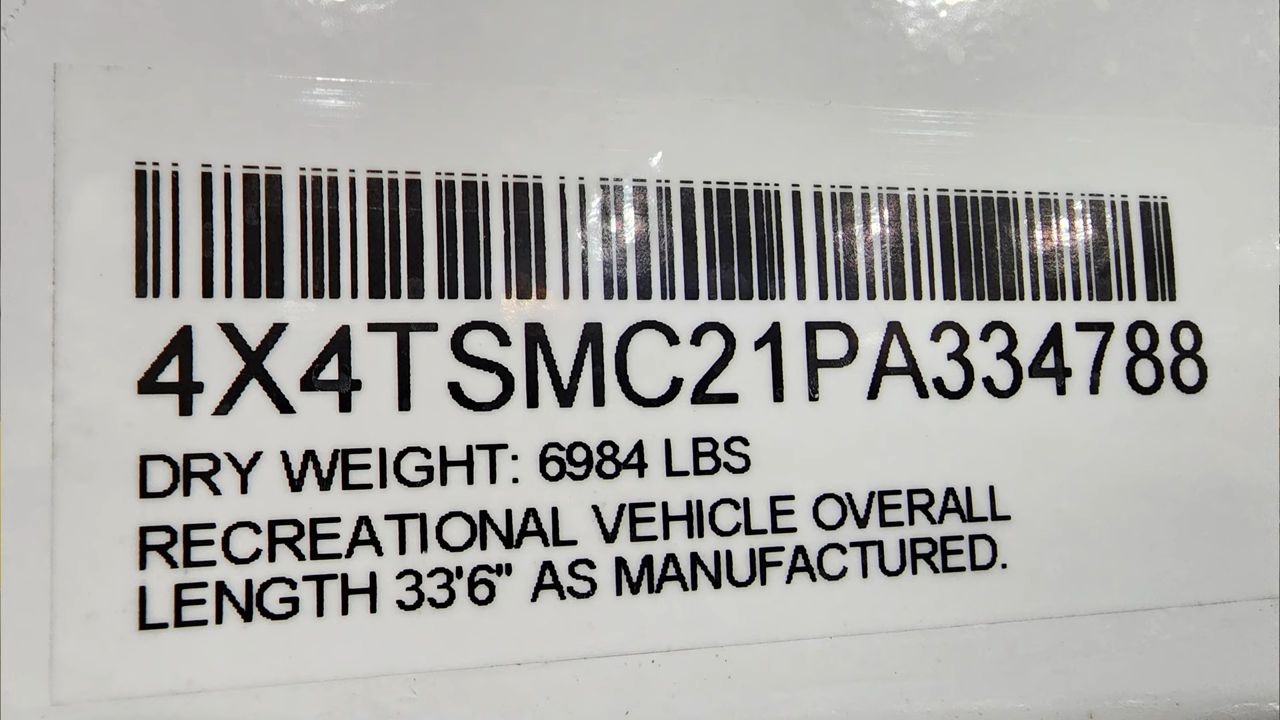 4X4TSMC21PA334788
DRY WEIGHT: 6984 LBS
RECREATIONAL VEHICLE OVERALL
LENGTH 33'6" AS MANUFACTURED.